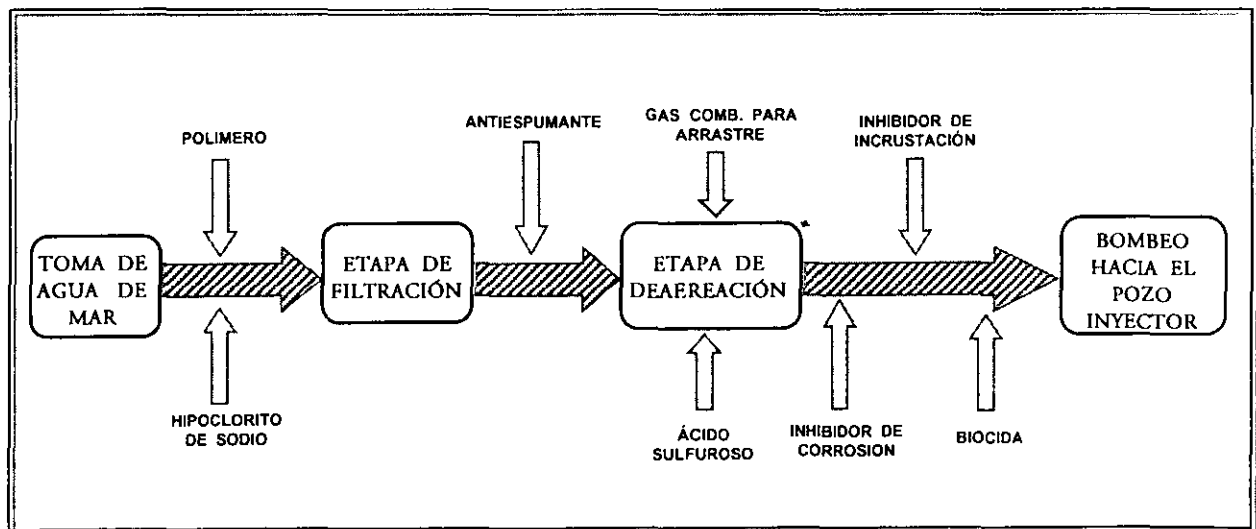 POLIMERO
ANTIESPUMANTE
GAS COMB. PARA
ARRASTRE
INHIBIDOR DE
INCRUSTACIÓN
TOMA DE
AGUA DE
MAR
ETAPA DE
FILTRACIÓN
ETAPA DE
DEAEREACIÓN
BOMBEO
HACIA EL
POZO
INYECTOR
HIPOCLORITO
DE SODIO
ÁCIDO
SULFUROSO
INHIBIDOR DE
CORROSION
BIOCIDA